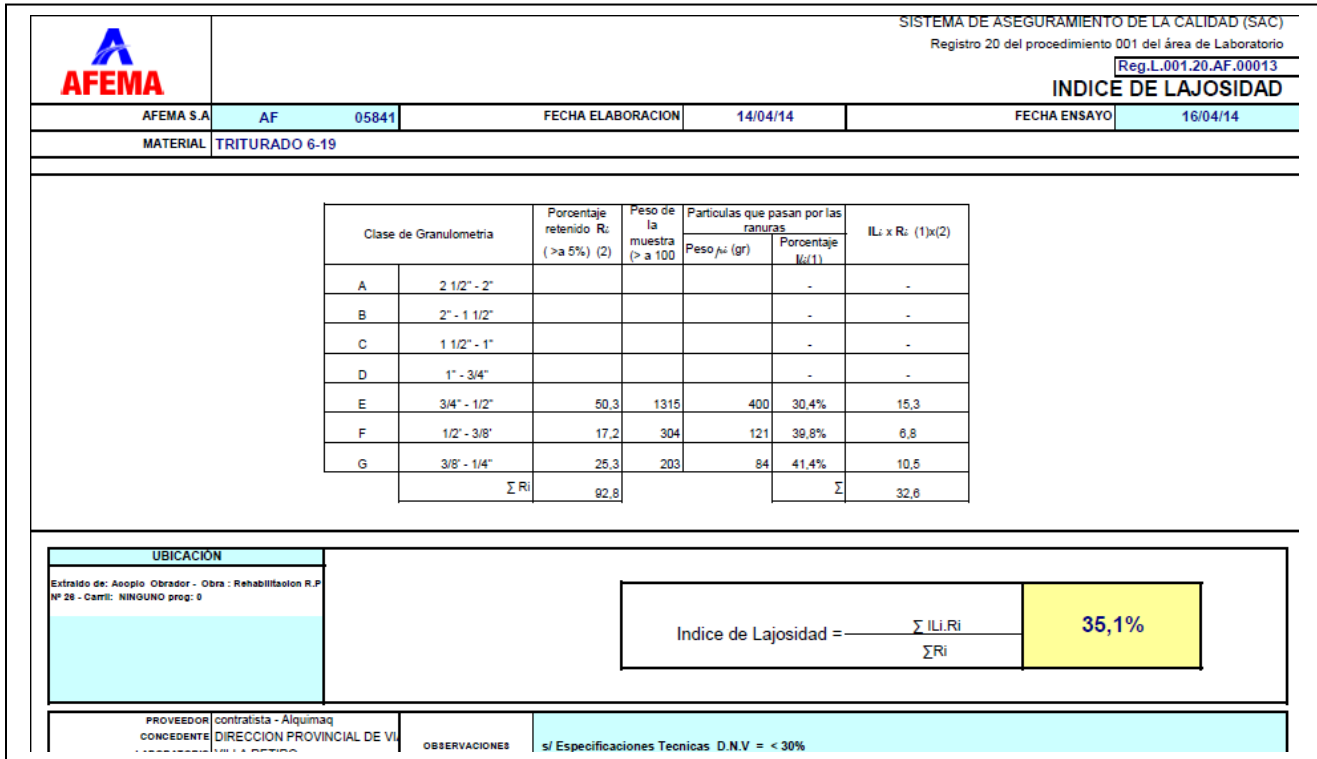 SISTEMA DE ASEGURAMIENTO DE LA CALIDAD (SAC)
Registro 20 del procedimiento 001 del área de Laboratorio
Reg.L.001.20.AF.00013
AFEMA
INDICE DE LAJOSIDAD
AFEMA S.A AF 05841 FECHA ELABORACION 14/04/14 FECHA ENSAYO 16/04/14
MATERIAL TRITURADO 6-19
Clase de Granulometria
Porcentaje
retenido Ri
( >a 5%) (2)
Peso de
la
muestra
(> a 100
Particulas que pasan por las
ranuras
Peso (gr)
Porcentaje
(1)
ILi x Ri (1)x(2)
A 2 1/2" - 2" - -
B 2" - 1 1/2" - -
C 1 1/2" - 1" - -
D 1" - 3/4" - -
E 3/4" - 1/2" 50,3 1315 400 30,4% 15,3
F 1/2' - 3/8' 17,2 304 121 39,8% 6,8
G 3/8' - 1/4" 25,3 203 84 41,4% 10,5
∑ Ri 92,8 ∑ 32,6
UBICACIÓN
Extraido de: Acopio Obrador - Obra : Rehabilitacion R.P
Nº 26 - Carril: NINGUNO prog: 0
Indice de Lajosidad =
∑ ILi.Ri
∑Ri
35,1%
PROVEEDOR contratista - Alquimaq
CONCEDENTE DIRECCION PROVINCIAL DE
OBSERVACIONES s/ Especificaciones Tecnicas D.N.V = < 30%